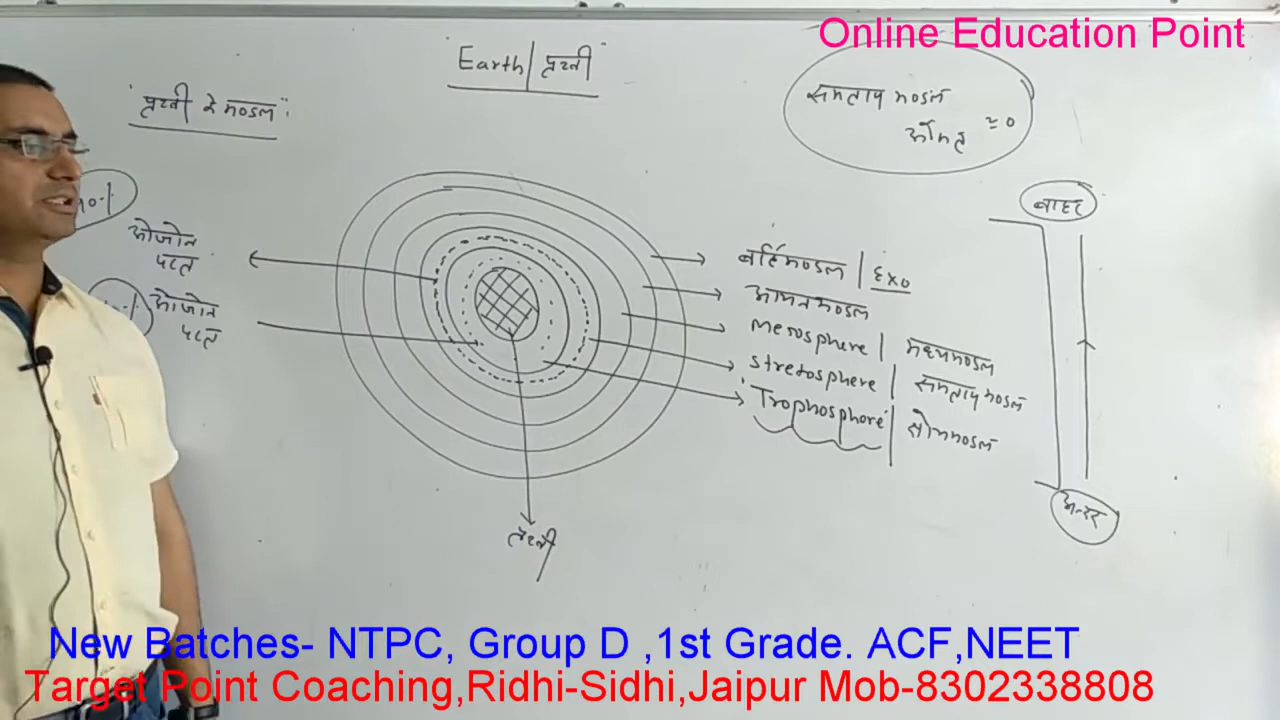 Online Education Point
Earth | पृथ्वी
"पृथ्वी के मण्डल":
समताप मण्डल
ओसत ≃ 0
बाहर
ओजोन
परत
ओजोन
परत
बर्हिमण्डल | Exo
आयनमण्डल
Mesosphere | मध्यमण्डल
Stretosphere | समताप मण्डल
'Trophosphore' | क्षोभमण्डल
अन्दर
पृथ्वी
New Batches- NTPC, Group D ,1st Grade. ACF,NEET
Target Point Coaching,Ridhi-Sidhi,Jaipur Mob-8302338808